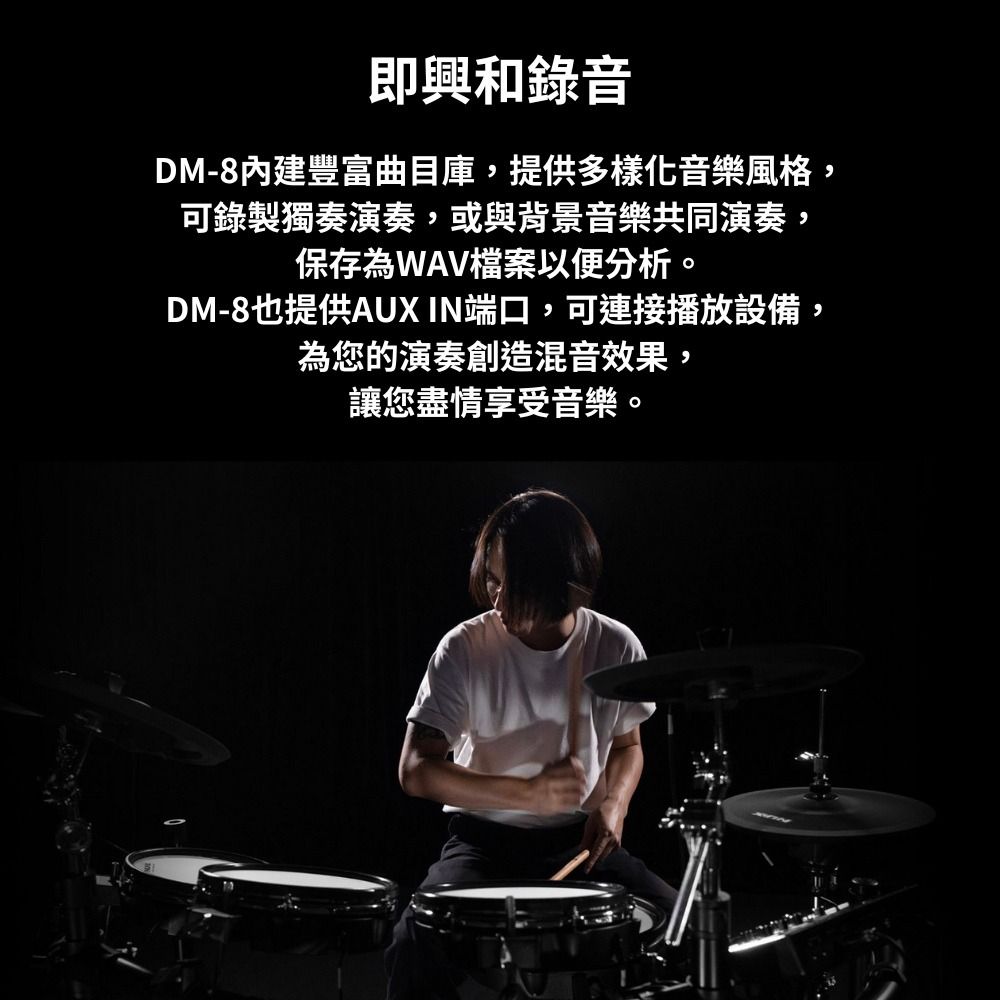 即興和錄音
DM-8內建豐富曲目庫，提供多樣化音樂風格，
可錄製獨奏演奏，或與背景音樂共同演奏，
保存為WAV檔案以便分析。
DM-8也提供AUX IN端口，可連接播放設備，
為您的演奏創造混音效果，
讓您盡情享受音樂。